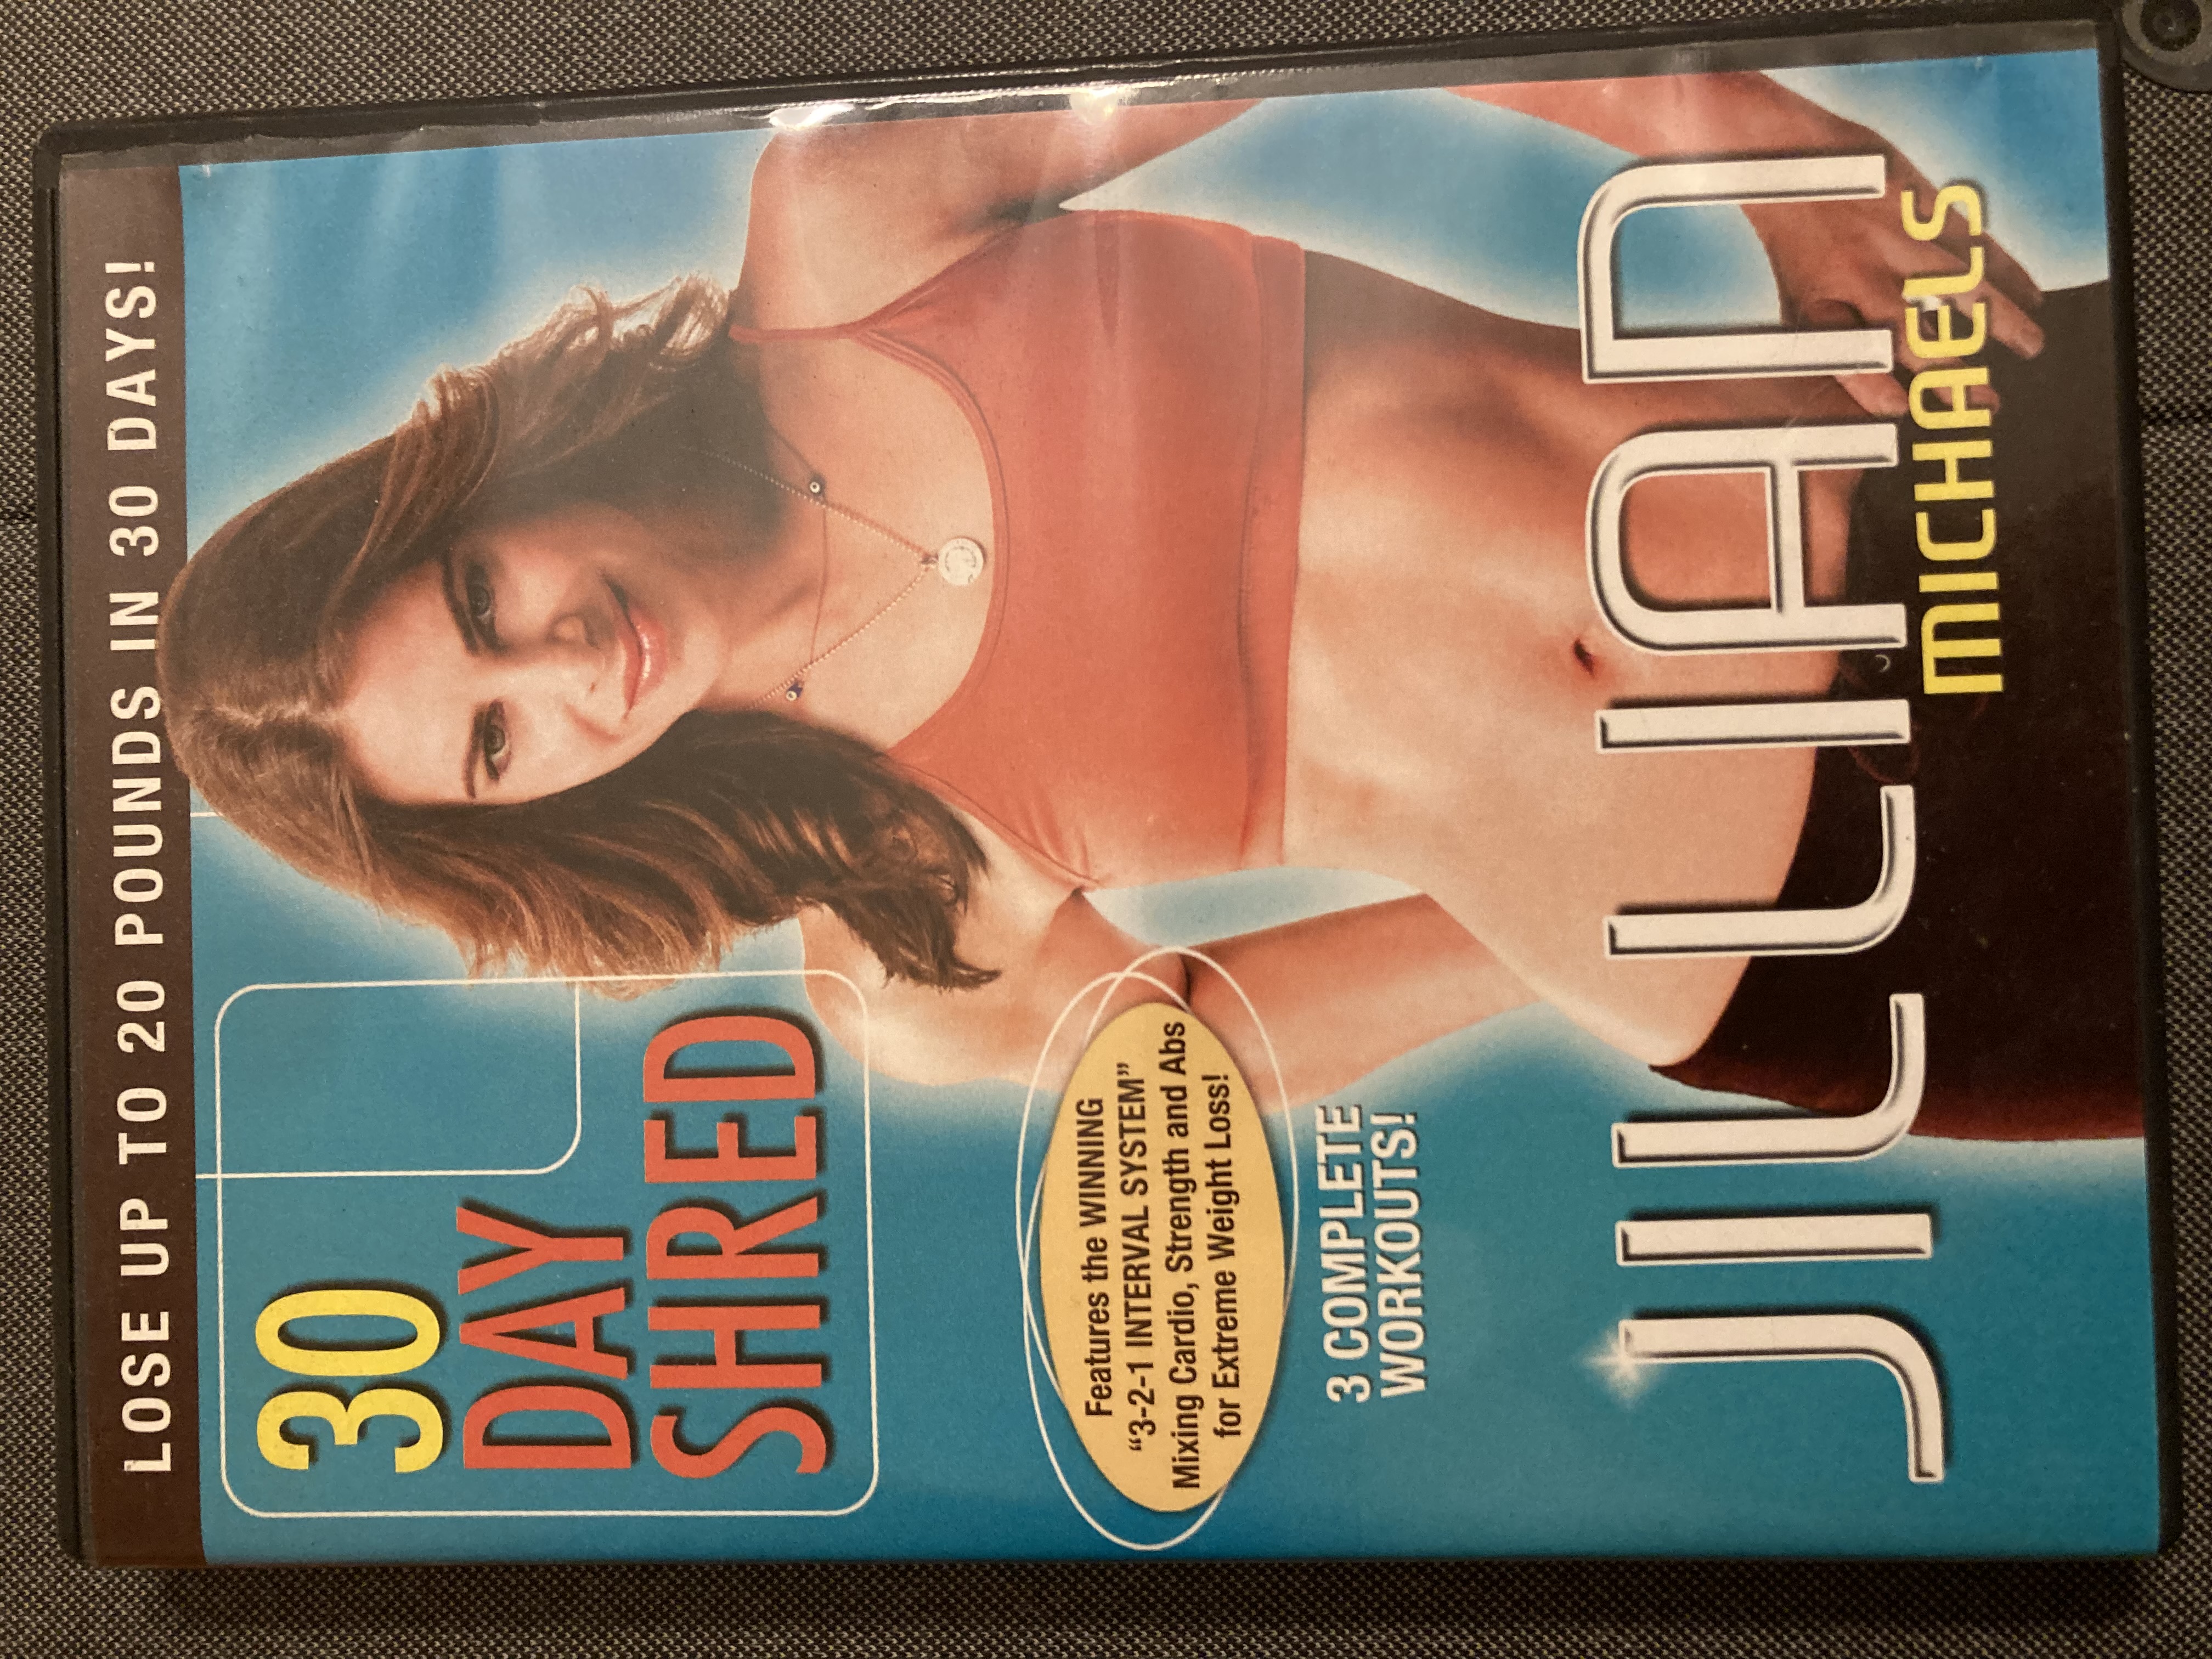 LOSE UP TO 20 POUNDS IN 30 DAYS!
30
DAY
SHRED
Features the WINNING
“3-2-1 INTERVAL SYSTEM”
Mixing Cardio, Strength and Abs
for Extreme Weight Loss!
3 COMPLETE
WORKOUTS!
JILLIAN
MICHAELS